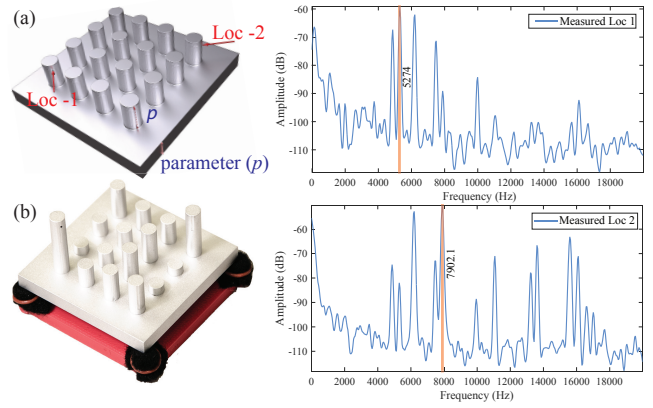 (a)
Loc -2
Loc -1
p
parameter (p)
(b)
-60
-70
-80
-90
-100
-110
Amplitude (dB)
Measured Loc 1
5274
0 2000 4000 6000 8000 10000 12000 14000 16000 18000
Frequency (Hz)
-50
-60
-70
-80
-90
-100
-110
Amplitude (dB)
Measured Loc 2
7902.1
0 2000 4000 6000 8000 10000 12000 14000 16000 18000
Frequency (Hz)